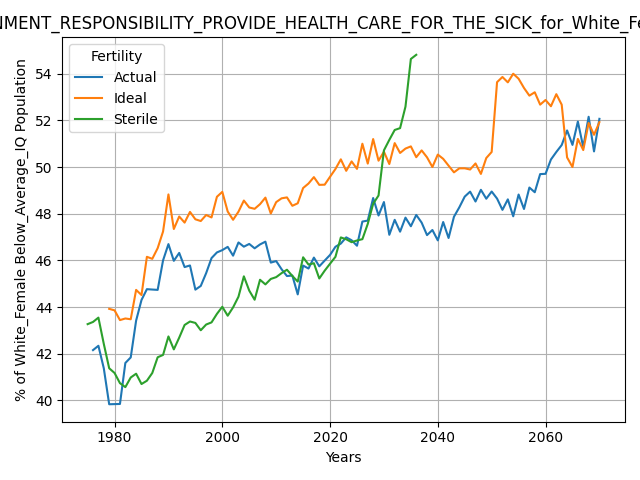 NMENT_RESPONSIBILITY_PROVIDE_HEALTH_CARE_FOR_THE_SICK_for_White_Fe
Fertility
Actual
Ideal
Sterile
% of White_Female Below_Average_IQ Population
54
52
50
48
46
44
42
40
1980
2000
2020
2040
2060
Years